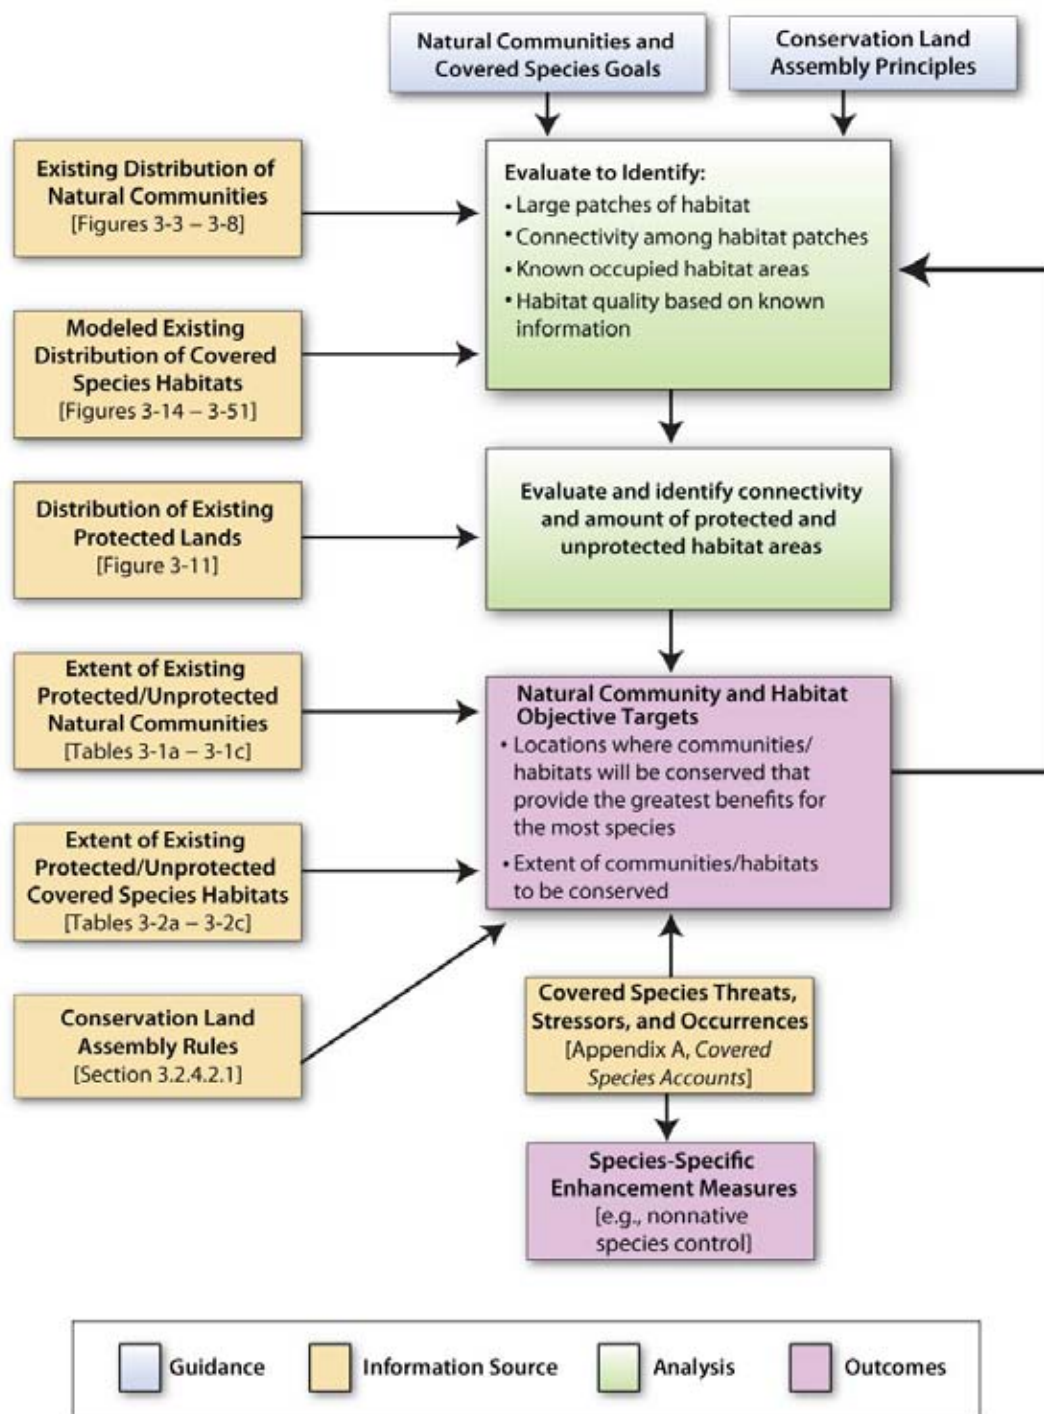 Natural Communities and
Covered Species Goals
Conservation Land
Assembly Principles
Existing Distribution of
Natural Communities
[Figures 3-3 – 3-8]
Evaluate to Identify:
• Large patches of habitat
• Connectivity among habitat patches
• Known occupied habitat areas
• Habitat quality based on known
information
Modeled Existing
Distribution of Covered
Species Habitats
[Figures 3-14 – 3-51]
Distribution of Existing
Protected Lands
[Figure 3-11]
Evaluate and identify connectivity
and amount of protected and
unprotected habitat areas
Extent of Existing
Protected/Unprotected
Natural Communities
[Tables 3-1a – 3-1c]
Natural Community and Habitat
Objective Targets
• Locations where communities/
habitats will be conserved that
provide the greatest benefits for
the most species
• Extent of communities/habitats
to be conserved
Extent of Existing
Protected/Unprotected
Covered Species Habitats
[Tables 3-2a – 3-2c]
Conservation Land
Assembly Rules
[Section 3.2.4.2.1]
Covered Species Threats,
Stressors, and Occurrences
[Appendix A, Covered
Species Accounts]
Species-Specific
Enhancement Measures
[e.g., nonnative
species control]
Guidance
Information Source
Analysis
Outcomes